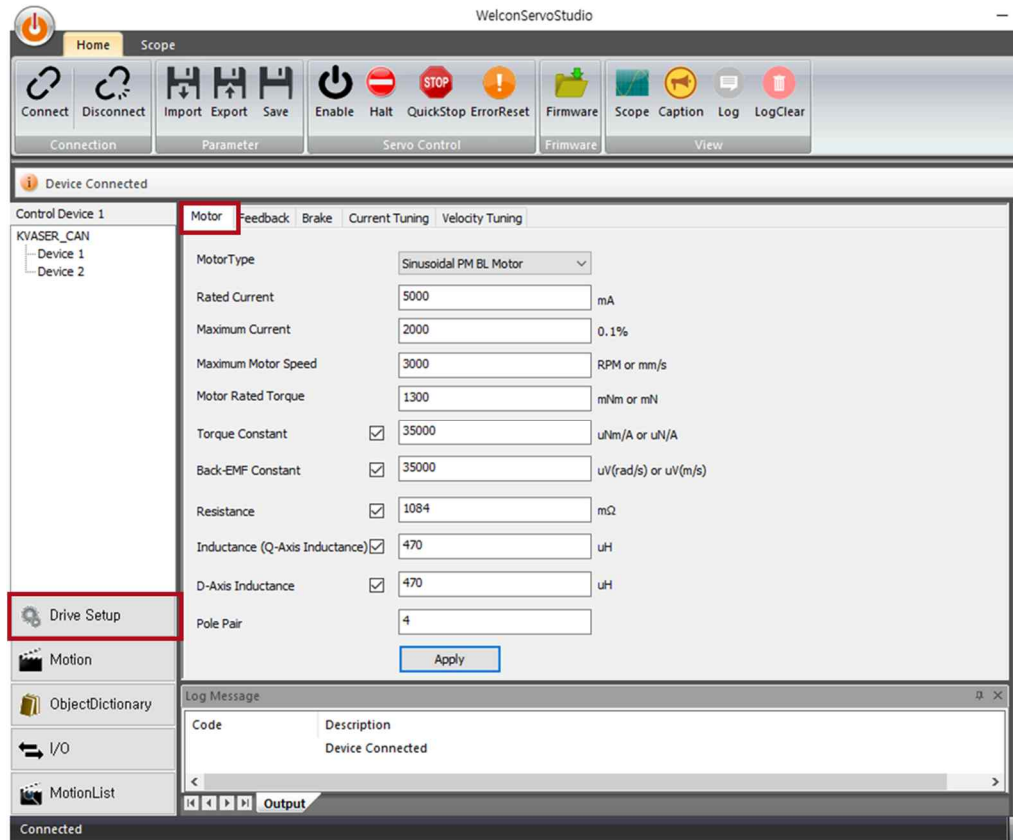 WelconServoStudio
Home Scope
Connect Disconnect Import Export Save Enable Halt QuickStop ErrorReset Firmware Scope Caption Log LogClear
STOP
Connection Parameter Servo Control Frimware View
Device Connected
Control Device 1
KVASER_CAN
Device 1
Device 2
Drive Setup
Motion
ObjectDictionary
I/O
MotionList
Motor Feedback Brake Current Tuning Velocity Tuning
MotorType Sinusoidal PM BL Motor
Rated Current 5000 mA
Maximum Current 2000 0.1%
Maximum Motor Speed 3000 RPM or mm/s
Motor Rated Torque 1300 mNm or mN
Torque Constant 35000 uNm/A or uN/A
Back-EMF Constant 35000 uV(rad/s) or uV(m/s)
Resistance 1084 mΩ
Inductance (Q-Axis Inductance) 470 uH
D-Axis Inductance 470 uH
Pole Pair 4
Apply
Log Message
Code Description
Device Connected
Output
Connected